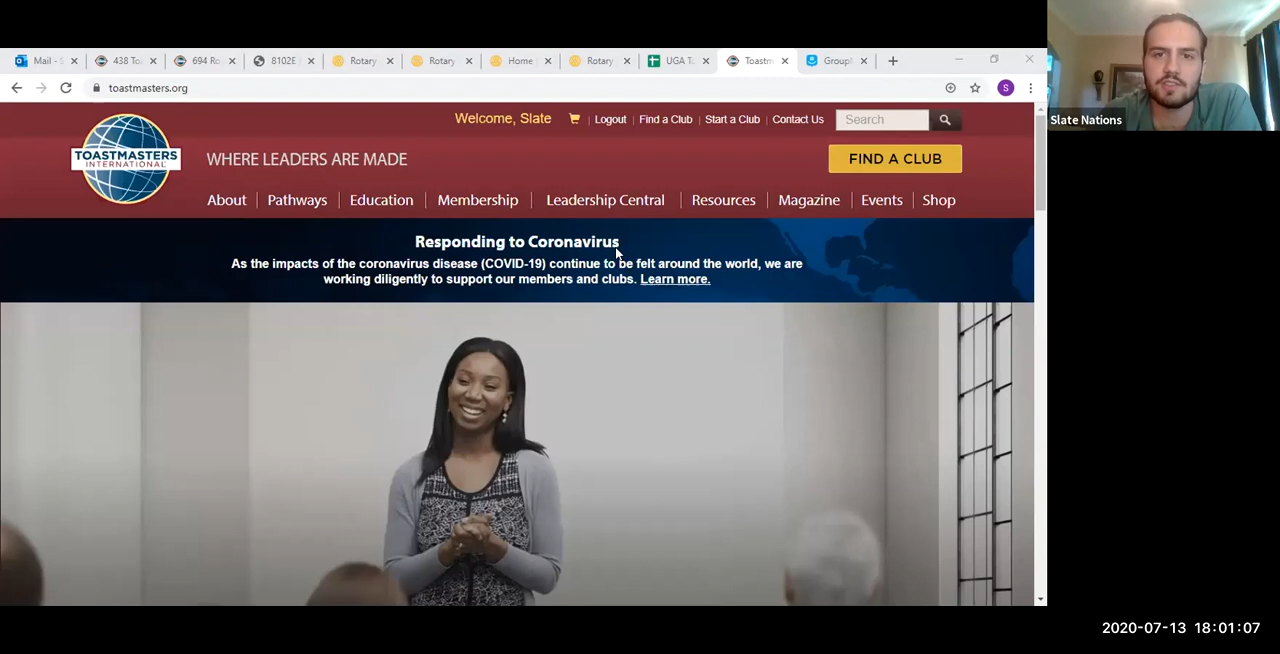 Mail - S
438 To
694 Ro
8102E
Rotary
Rotary
Home
Rotary
UGA T
Toastm
Group
toastmasters.org
S
Welcome, Slate
Logout
Find a Club
Start a Club
Contact Us
Search
TOASTMASTERS
INTERNATIONAL
WHERE LEADERS ARE MADE
FIND A CLUB
About
Pathways
Education
Membership
Leadership Central
Resources
Magazine
Events
Shop
Responding to Coronavirus
As the impacts of the coronavirus disease (COVID-19) continue to be felt around the world, we are
working diligently to support our members and clubs. Learn more.
Slate Nations
2020-07-13 18:01:07